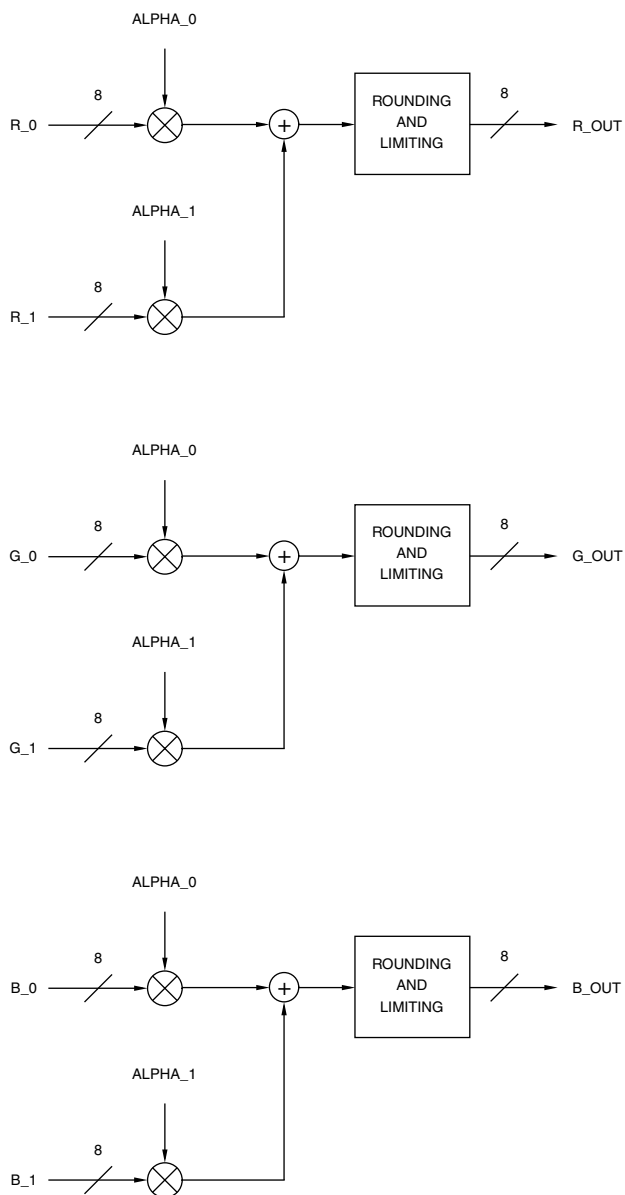 ALPHA_0
8
8
R_0
ROUNDING
AND
LIMITING
R_OUT
ALPHA_1
8
R_1
ALPHA_0
8
8
G_0
ROUNDING
AND
LIMITING
G_OUT
ALPHA_1
8
G_1
ALPHA_0
8
8
B_0
ROUNDING
AND
LIMITING
B_OUT
ALPHA_1
8
B_1